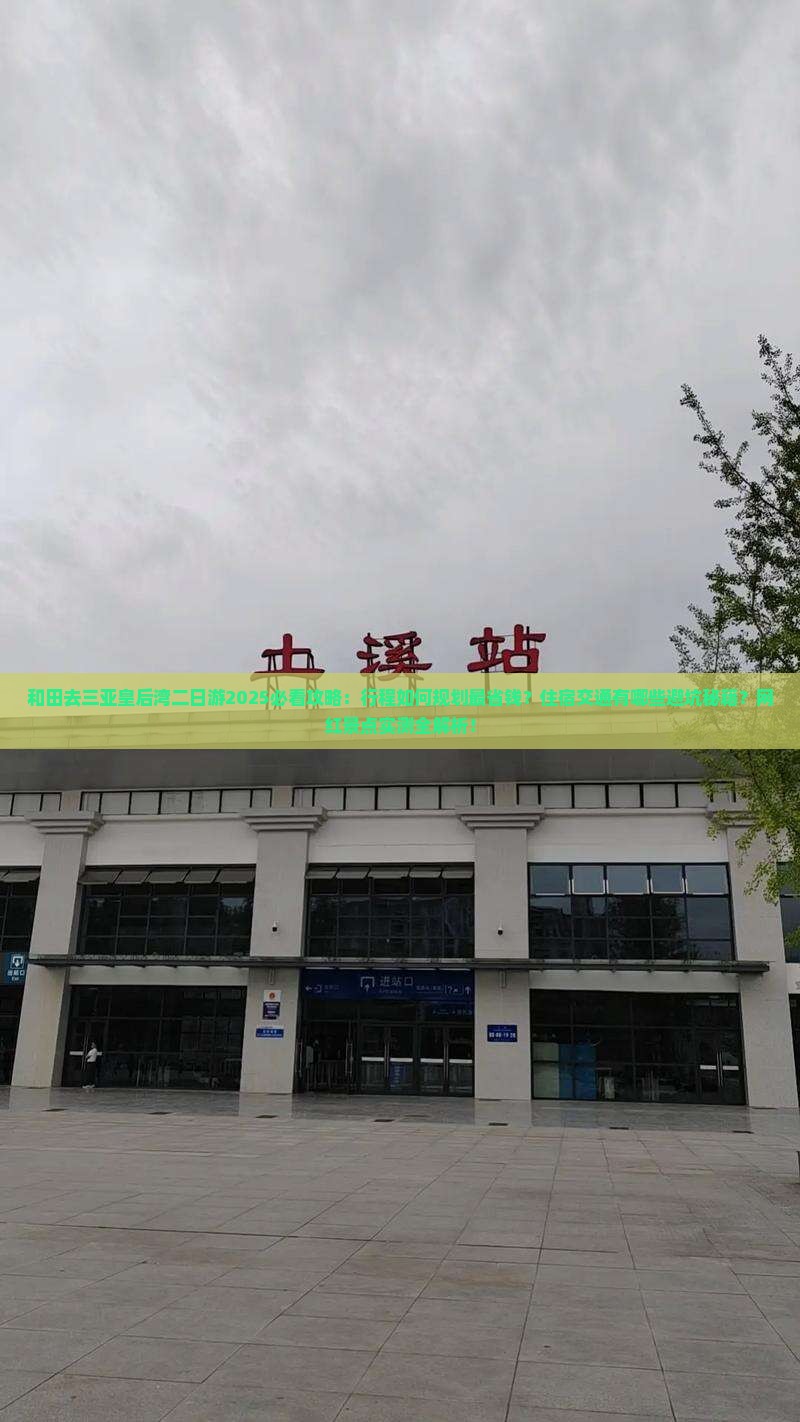 土溪站
和田去三亚皇后湾二日游2025必看攻略：行程如何规划最省钱？住宿交通有哪些避坑秘籍？网
红景点实测全解析！
进站口
Entrance